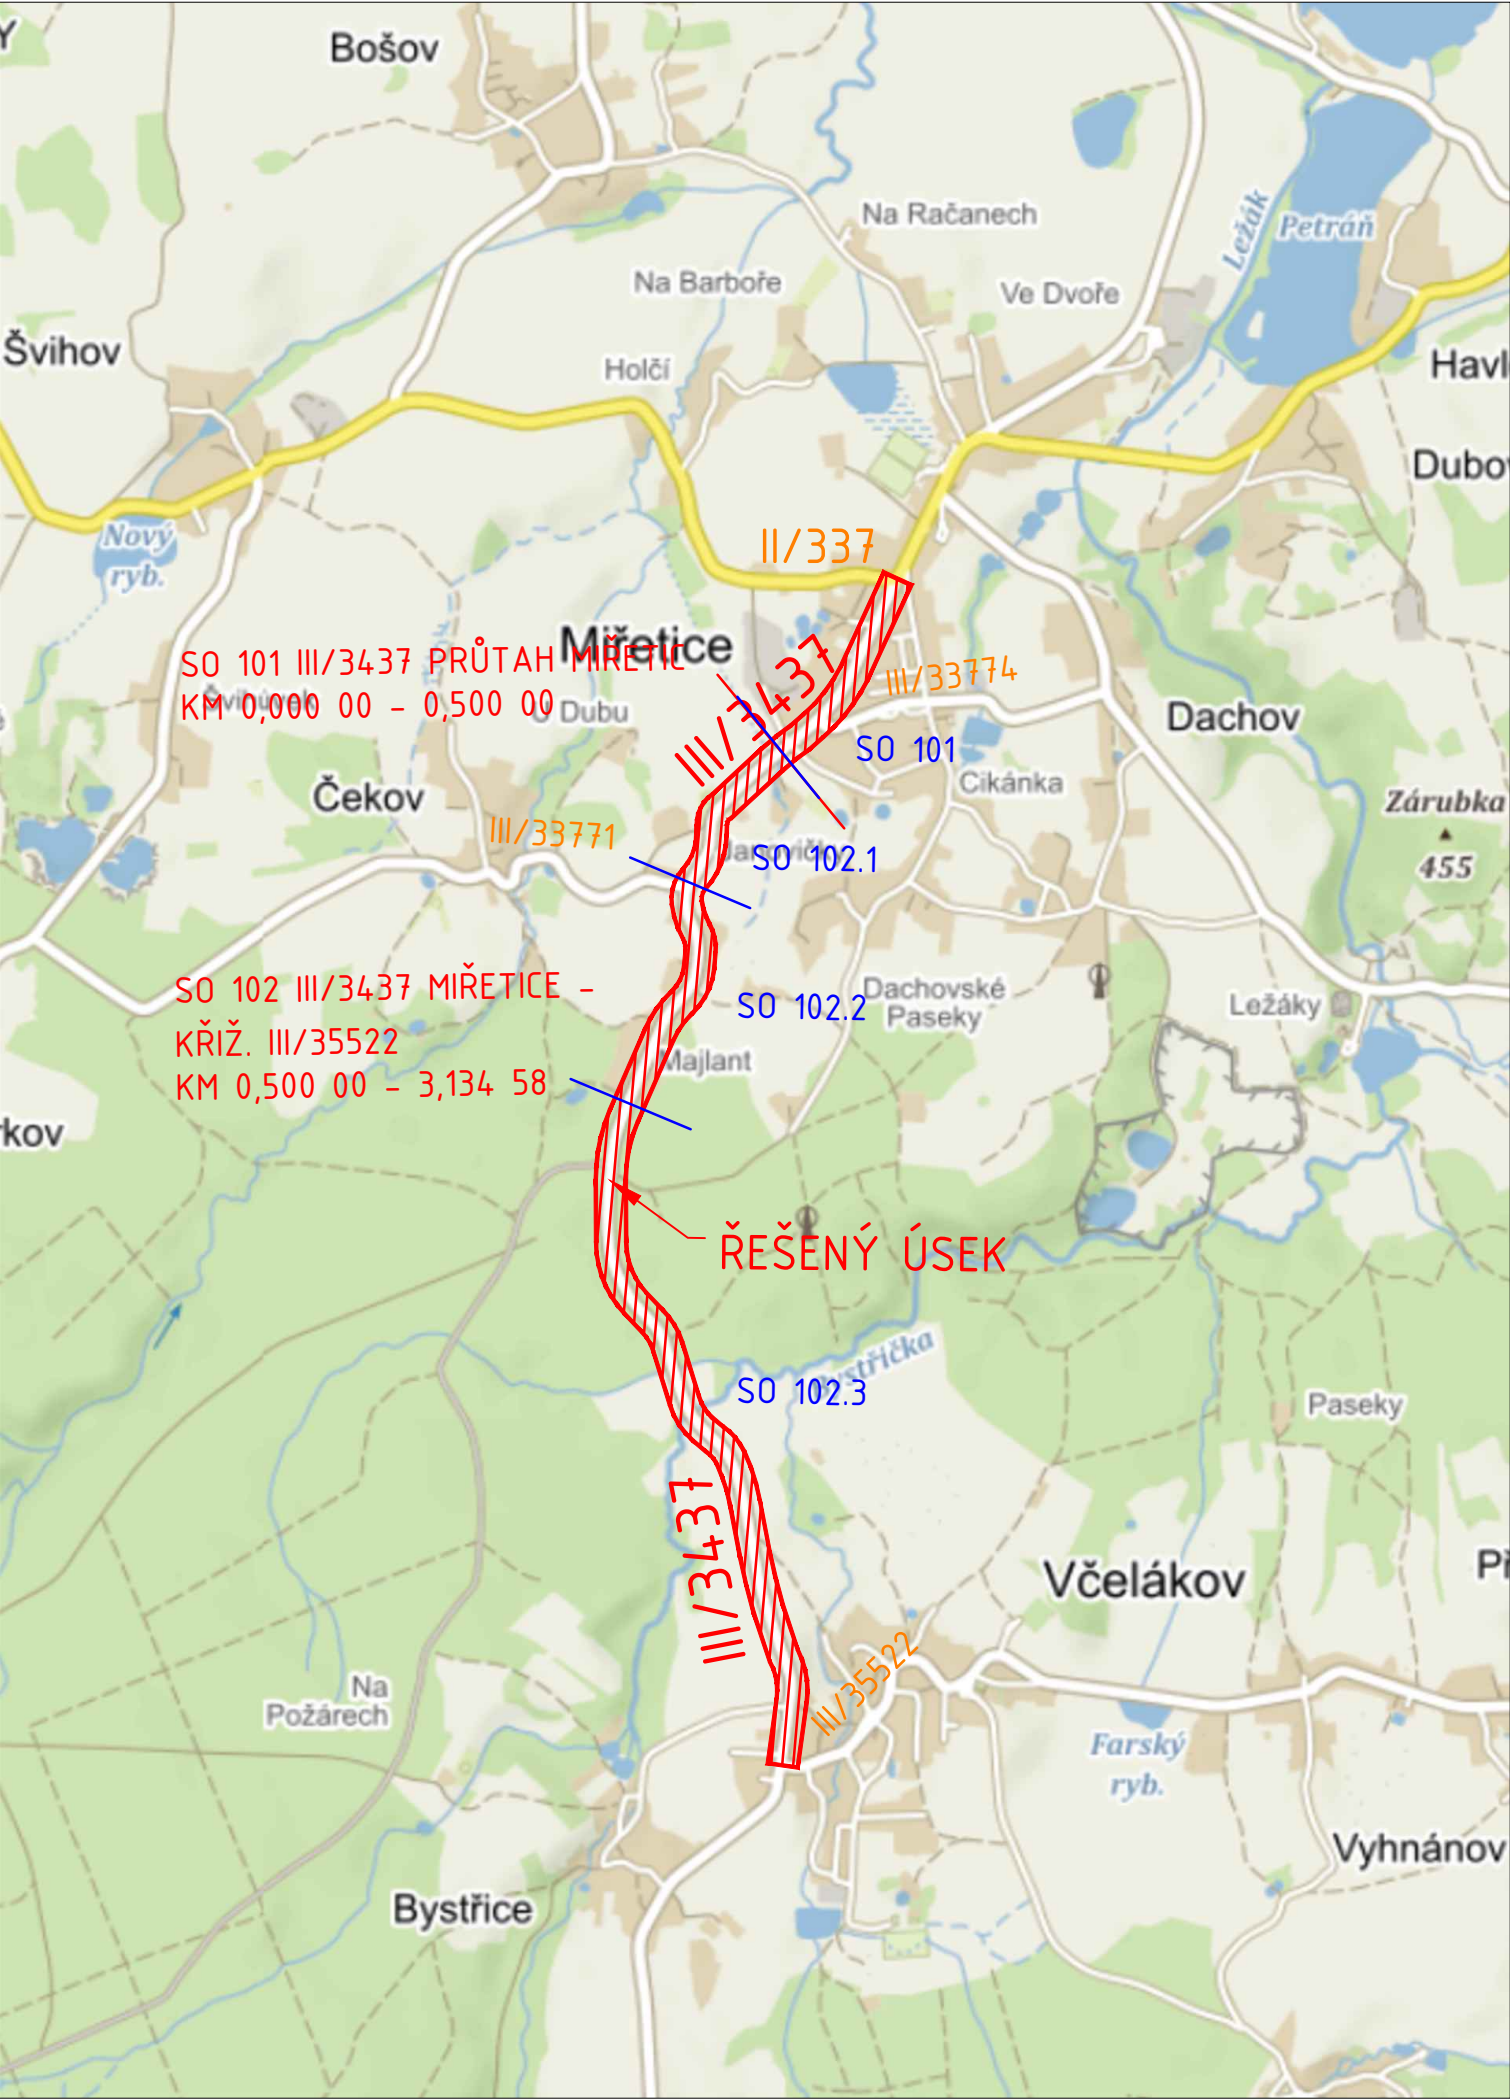 Bošov
Na Račanech
Ležák
Petráň
Na Barboře
Ve Dvoře
Švihov
Holčí
Nový
ryb.
II/337
Miřetice
SO 101 III/3437 PRŮTAH MIŘETIC
KM 0,000 00 - 0,500 00
III/3437
III/33774
Dubu
Dachov
SO 101
Čekov
Cikánka
Zárubka
455
III/33771
Janovičky
SO 102.1
SO 102 III/3437 MIŘETICE -
KŘIŽ. III/35522
KM 0,500 00 - 3,134 58
SO 102.2
Dachovské
Paseky
Ležáky
Majlant
ŘEŠENÝ ÚSEK
SO 102.3
Paseky
III/3437
Včelákov
III/35522
Na
Požárech
Farský
ryb.
Vyhnánov
Bystřice